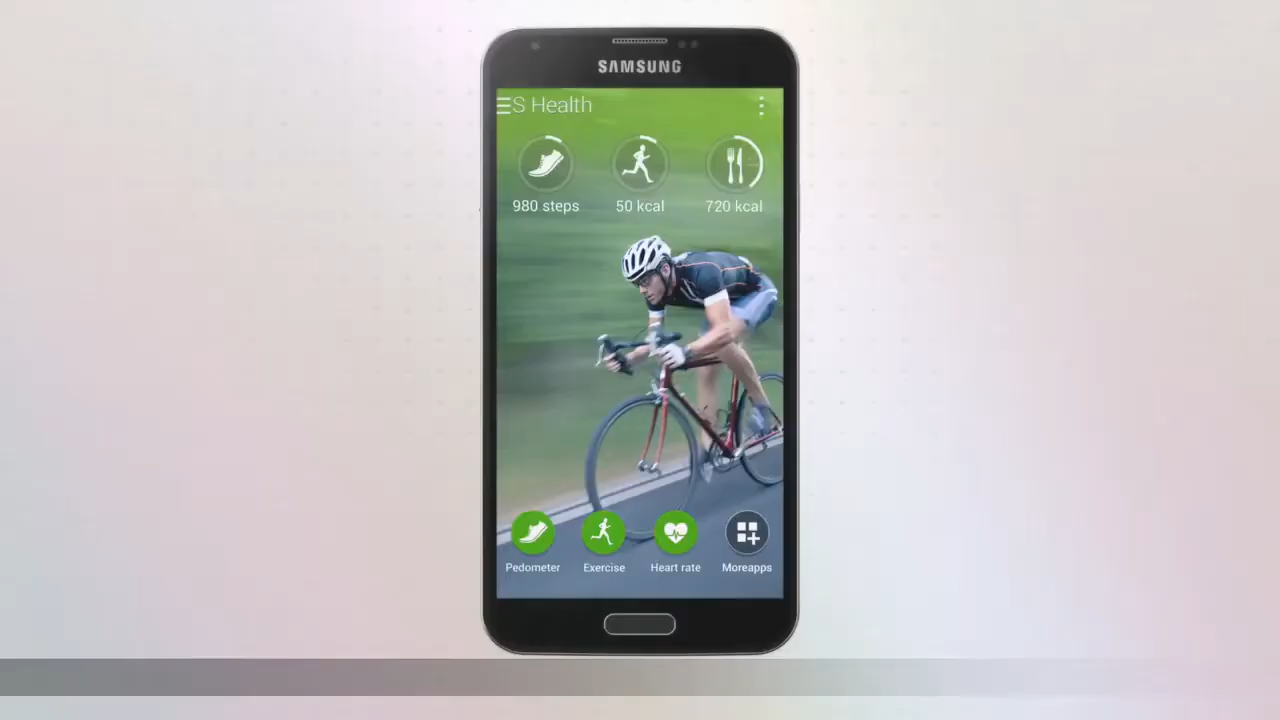 SAMSUNG
S Health
980 steps
50 kcal
720 kcal
Pedometer
Exercise
Heart rate
Moreapps